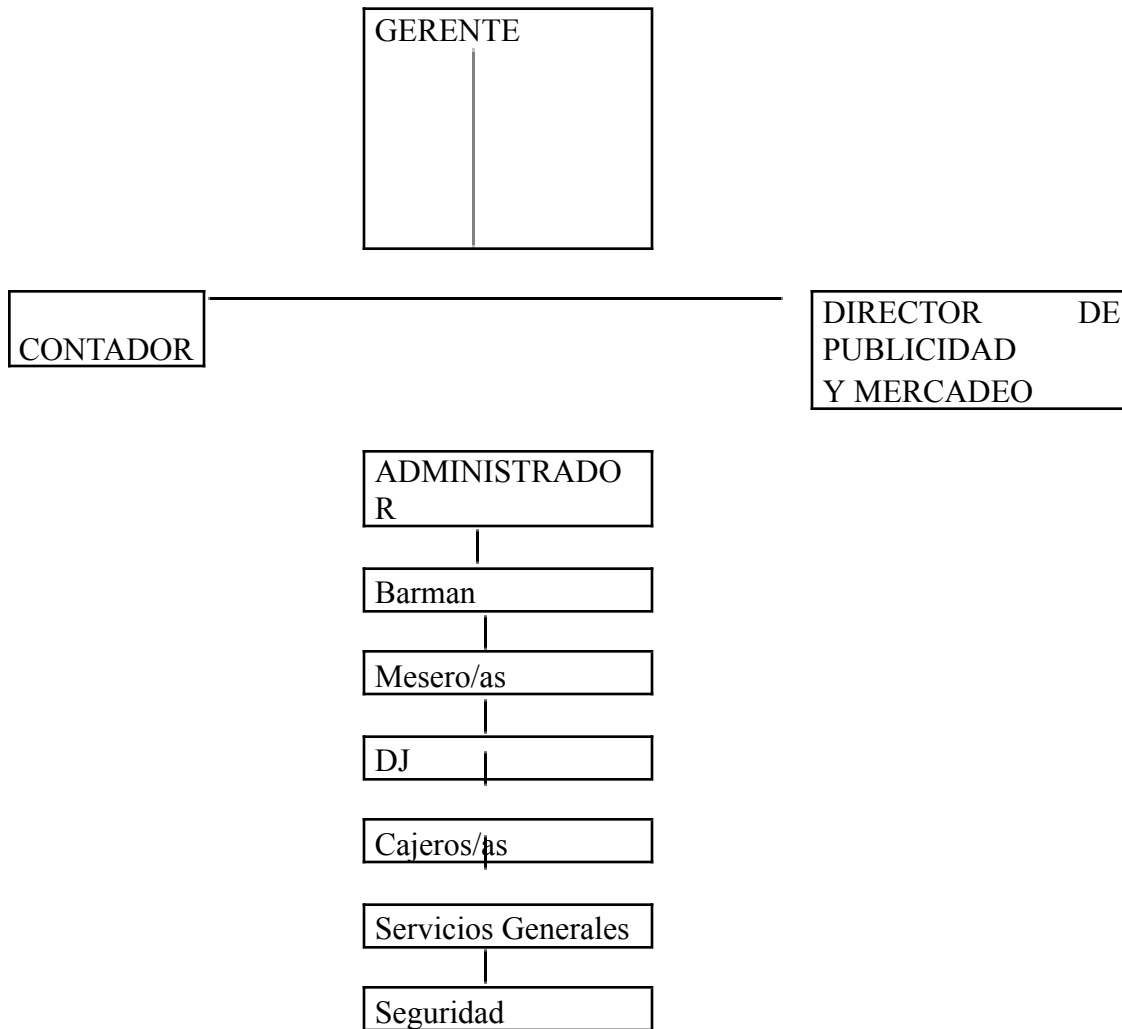 GERENTE
CONTADOR
DIRECTOR DE
PUBLICIDAD
Y MERCADEO
ADMINISTRADO
R
Barman
Mesero/as
DJ
Cajeros/as
Servicios Generales
Seguridad